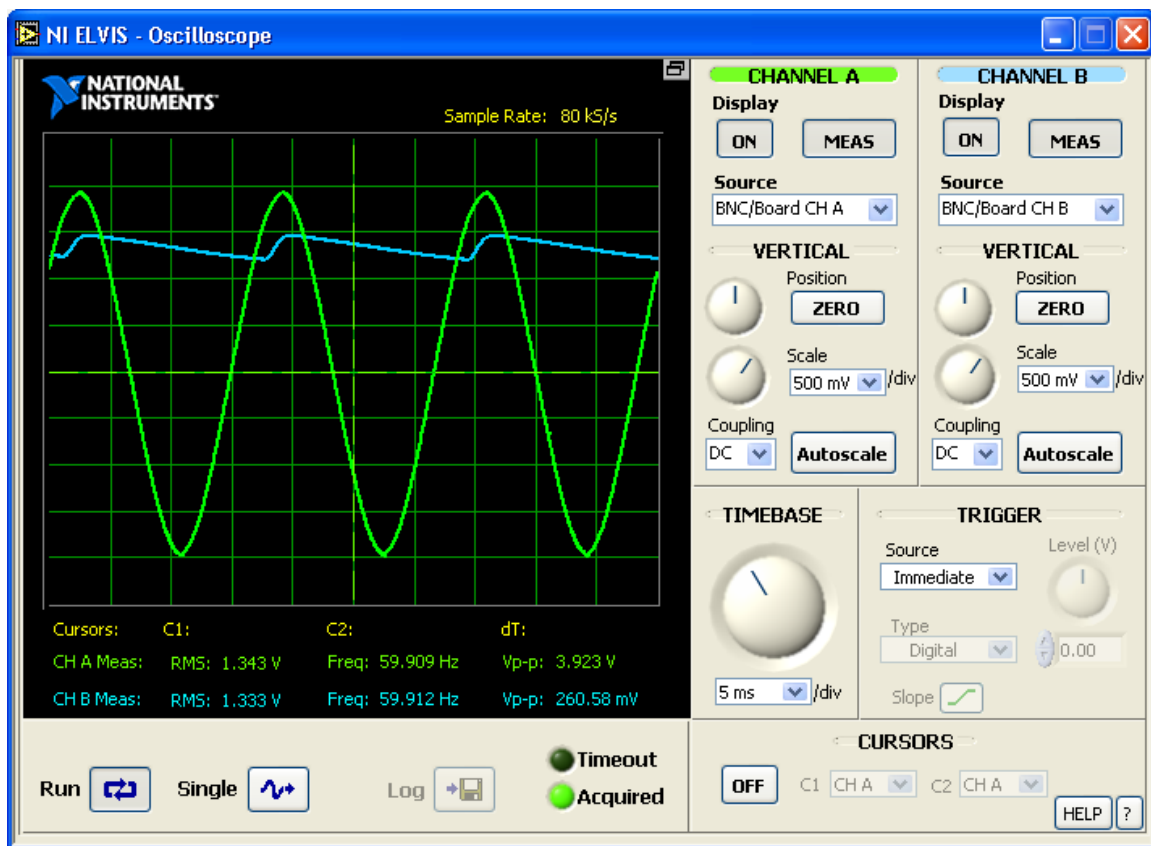 NI ELVIS - Oscilloscope
NATIONAL
INSTRUMENTS™
Sample Rate: 80 kS/s
Cursors: C1: C2: dT:
CH A Meas: RMS: 1.343 V Freq: 59.909 Hz Vp-p: 3.923 V
CH B Meas: RMS: 1.333 V Freq: 59.912 Hz Vp-p: 260.58 mV
Run Single Log
Timeout
Acquired
CHANNEL A
Display
ON MEAS
Source
BNC/Board CH A
VERTICAL
Position
ZERO
Scale
500 mV /div
Coupling
DC Autoscale
CHANNEL B
Display
ON MEAS
Source
BNC/Board CH B
VERTICAL
Position
ZERO
Scale
500 mV /div
Coupling
DC Autoscale
TIMEBASE
5 ms /div
TRIGGER
Source Level (V)
Immediate
Type
Digital 0.00
Slope
CURSORS
OFF C1 CH A C2 CH A
HELP ?